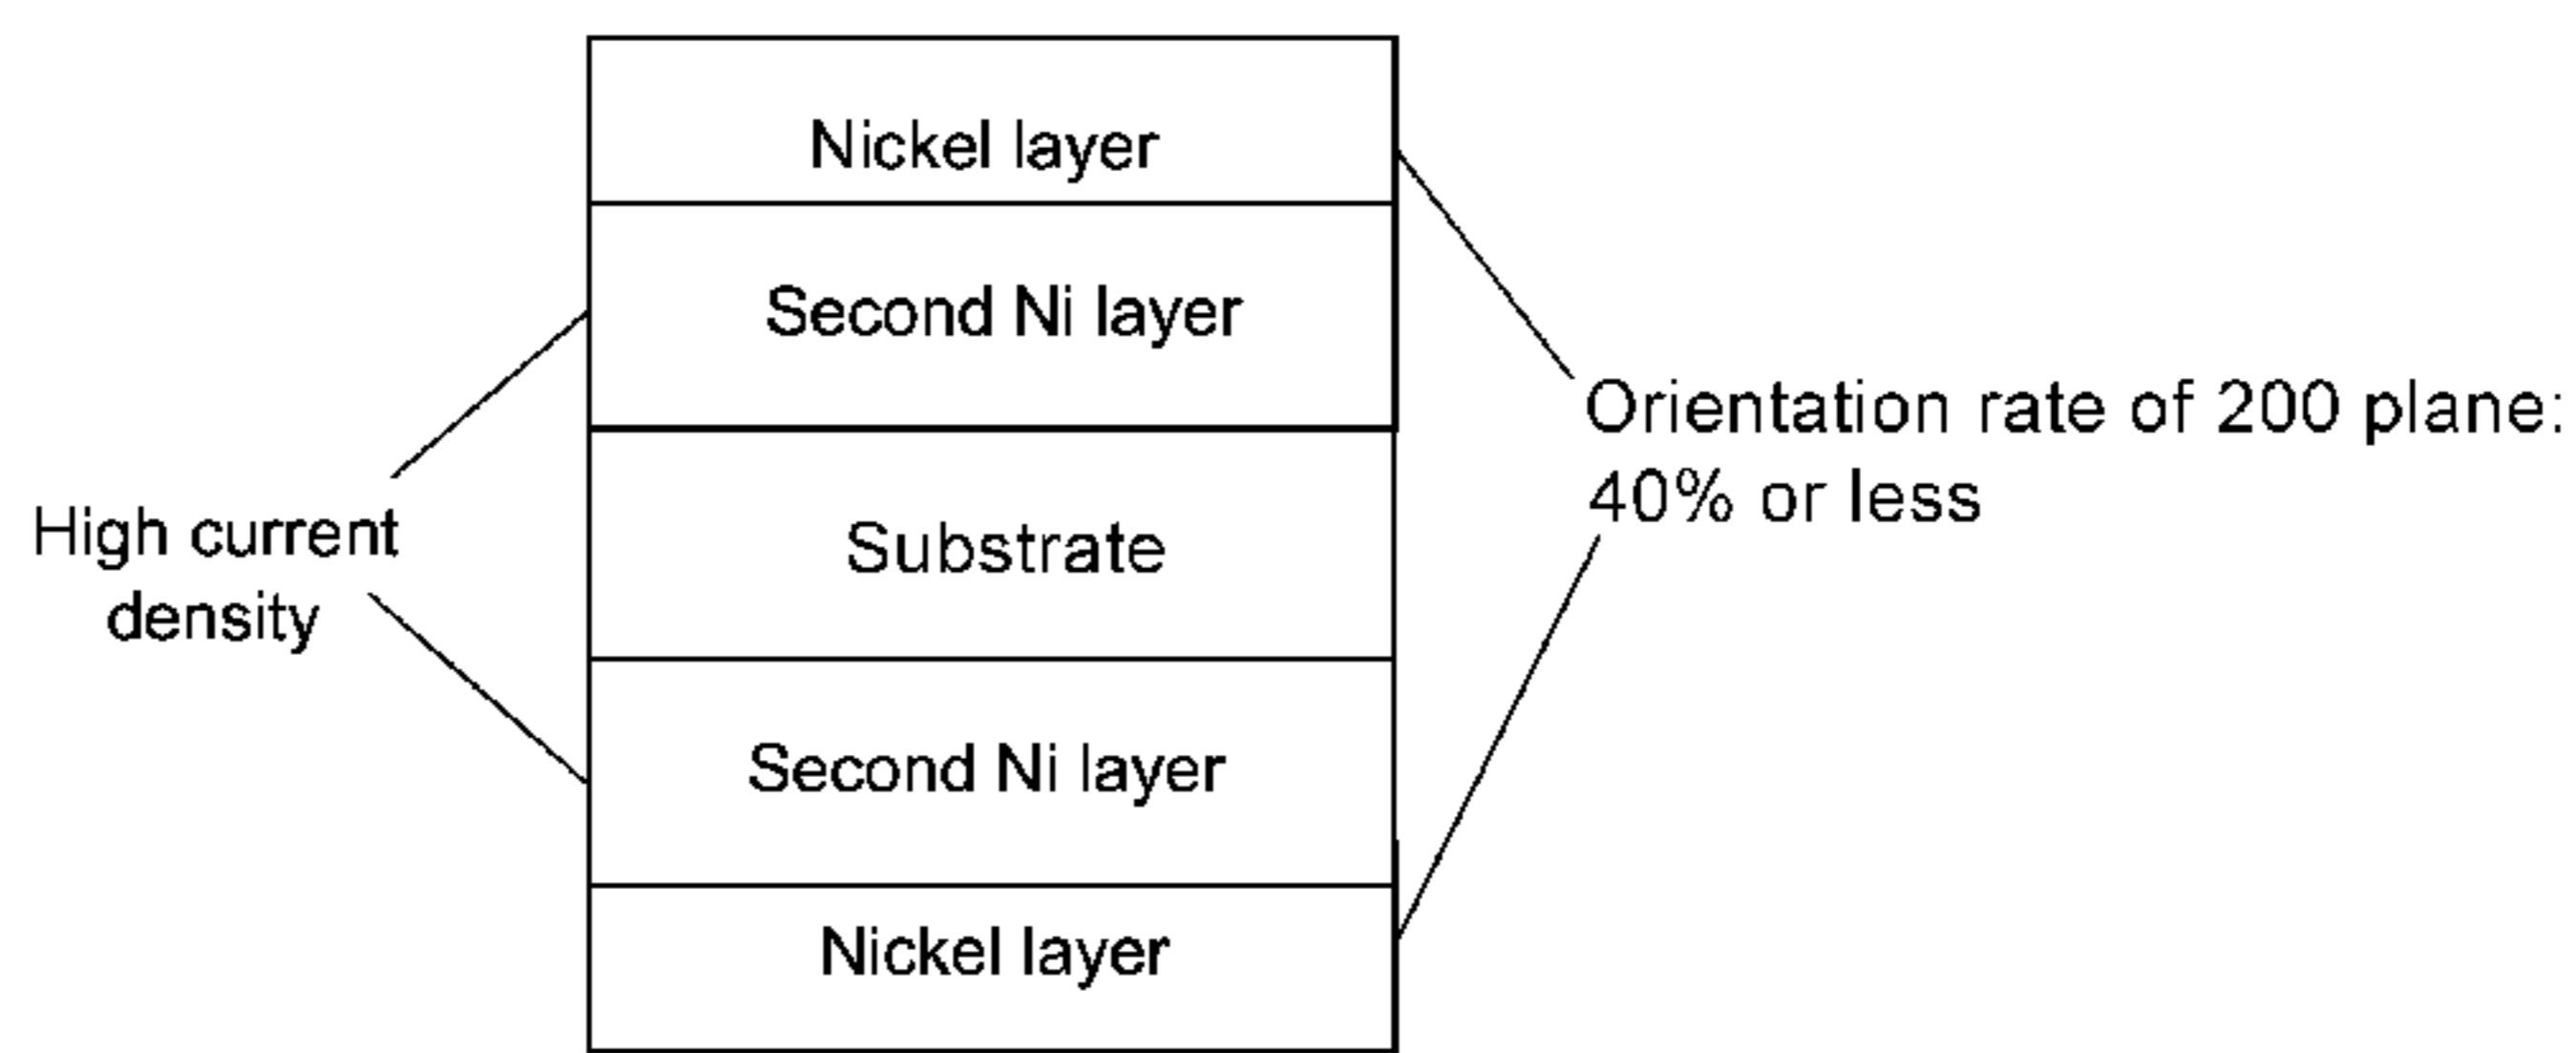 Nickel layer
Second Ni layer
Substrate
Second Ni layer
Nickel layer
High current
density
Orientation rate of 200 plane:
40% or less